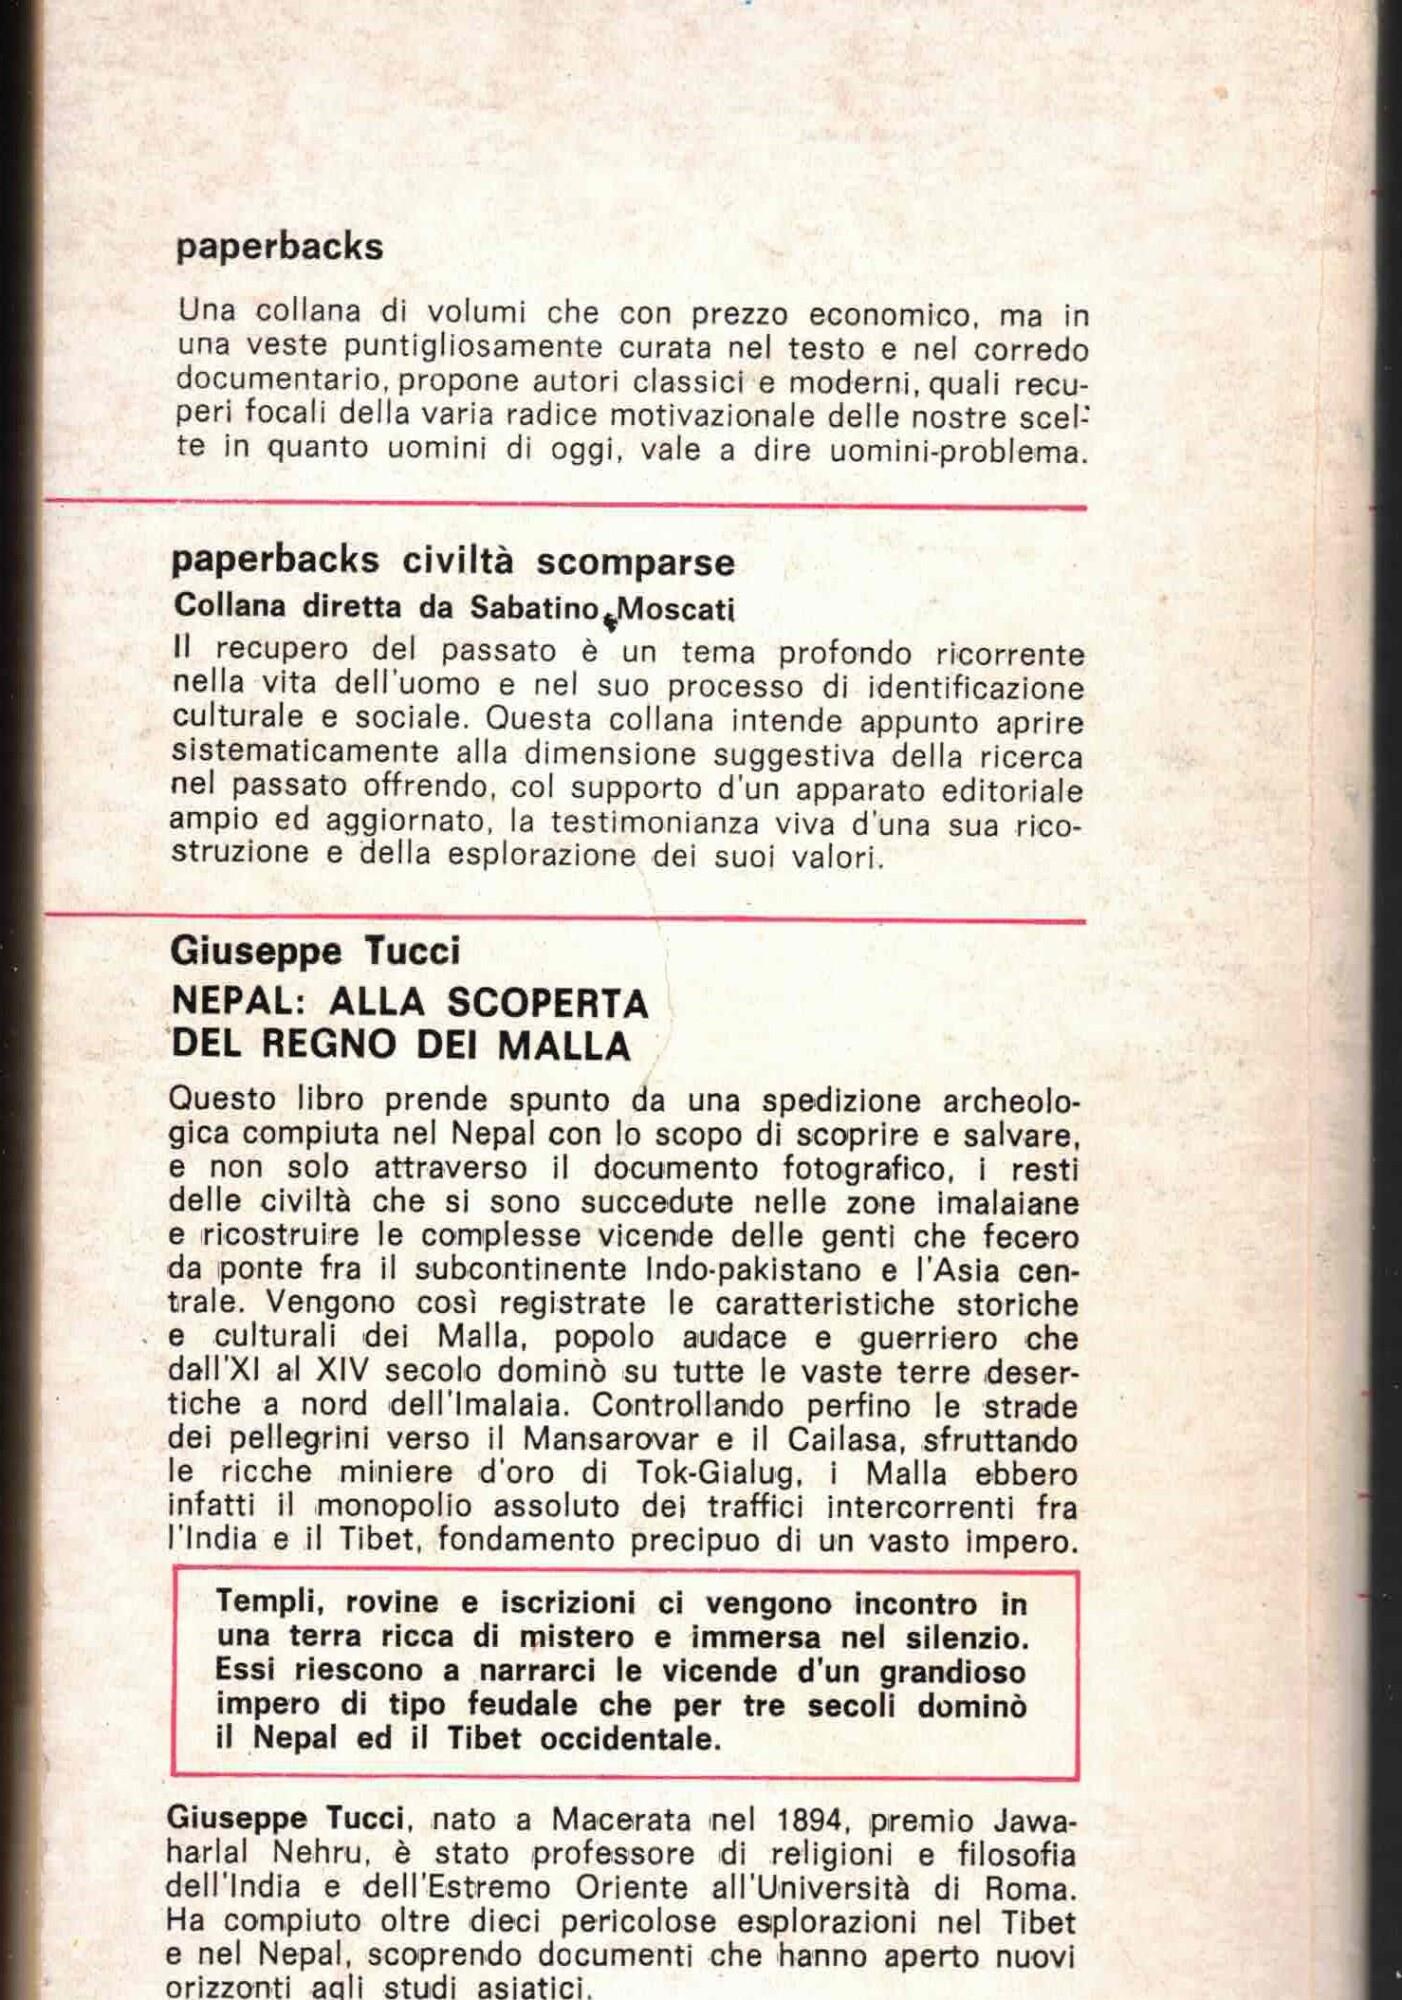 paperbacks
Una collana di volumi che con prezzo economico, ma in
una veste puntigliosamente curata nel testo e nel corredo
documentario, propone autori classici e moderni, quali recu-
peri focali della varia radice motivazionale delle nostre scel-
te in quanto uomini di oggi, vale a dire uomini-problema.
paperbacks civiltà scomparse
Collana diretta da Sabatino Moscati
Il recupero del passato è un tema profondo ricorrente
nella vita dell'uomo e nel suo processo di identificazione
culturale e sociale. Questa collana intende appunto aprire
sistematicamente alla dimensione suggestiva della ricerca
nel passato offrendo, col supporto d'un apparato editoriale
ampio ed aggiornato, la testimonianza viva d'una sua rico-
struzione e della esplorazione dei suoi valori.
Giuseppe Tucci
NEPAL: ALLA SCOPERTA
DEL REGNO DEI MALLA
Questo libro prende spunto da una spedizione archeolo-
gica compiuta nel Nepal con lo scopo di scoprire e salvare,
e non solo attraverso il documento fotografico, i resti
delle civiltà che si sono succedute nelle zone imalaiane
e ricostruire le complesse vicende delle genti che fecero
da ponte fra il subcontinente Indo-pakistano e l'Asia cen-
trale. Vengono così registrate le caratteristiche storiche
e culturali dei Malla, popolo audace e guerriero che
dall'XI al XIV secolo dominò su tutte le vaste terre deser-
tiche a nord dell'Imalaia. Controllando perfino le strade
dei pellegrini verso il Mansarovar e il Cailasa, sfruttando
le ricche miniere d'oro di Tok-Gialug, i Malla ebbero
infatti il monopolio assoluto dei traffici intercorrenti fra
l'India e il Tibet, fondamento precipuo di un vasto impero.
Templi, rovine e iscrizioni ci vengono incontro in
una terra ricca di mistero e immersa nel silenzio.
Essi riescono a narrarci le vicende d'un grandioso
impero di tipo feudale che per tre secoli dominò
il Nepal ed il Tibet occidentale.
Giuseppe Tucci, nato a Macerata nel 1894, premio Jawa-
harlal Nehru, è stato professore di religioni e filosofia
dell'India e dell'Estremo Oriente all'Università di Roma.
Ha compiuto oltre dieci pericolose esplorazioni nel Tibet
e nel Nepal, scoprendo documenti che hanno aperto nuovi
orizzonti agli studi asiatici.